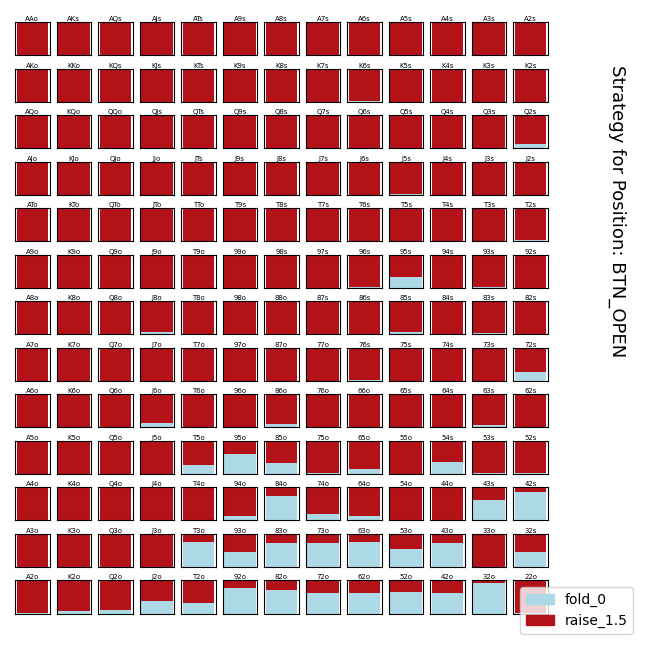 AAo AKs AQs AJs ATs A9s A8s A7s A6s A5s A4s A3s A2s
AKo KKo KQs KJs KTs K9s K8s K7s K6s K5s K4s K3s K2s
AQo KQo QQo QJs QTs Q9s Q8s Q7s Q6s Q5s Q4s Q3s Q2s
AJo KJo QJo JJo JTs J9s J8s J7s J6s J5s J4s J3s J2s
ATo KTo QTo JTo TTo T9s T8s T7s T6s T5s T4s T3s T2s
A9o K9o Q9o J9o T9o 99o 98s 97s 96s 95s 94s 93s 92s
A8o K8o Q8o J8o T8o 98o 88o 87s 86s 85s 84s 83s 82s
A7o K7o Q7o J7o T7o 97o 87o 77o 76s 75s 74s 73s 72s
A6o K6o Q6o J6o T6o 96o 86o 76o 66o 65s 64s 63s 62s
A5o K5o Q5o J5o T5o 95o 85o 75o 65o 55o 54s 53s 52s
A4o K4o Q4o J4o T4o 94o 84o 74o 64o 54o 44o 43s 42s
A3o K3o Q3o J3o T3o 93o 83o 73o 63o 53o 43o 33o 32s
A2o K2o Q2o J2o T2o 92o 82o 72o 62o 52o 42o 32o 22o
Strategy for Position: BTN_OPEN
fold_0
raise_1.5